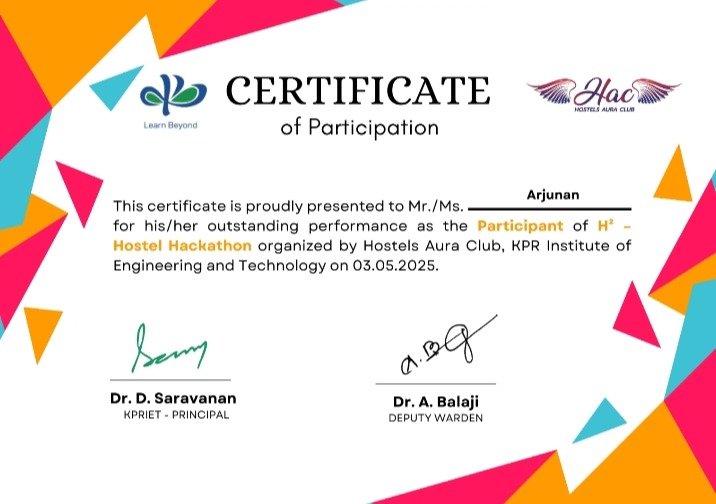 CERTIFICATE
of Participation
Learn Beyond
Hac
HOSTELS AURA CLUB
This certificate is proudly presented to Mr./Ms. Arjunan
for his/her outstanding performance as the Participant of H² –
Hostel Hackathon organized by Hostels Aura Club, KPR Institute of
Engineering and Technology on 03.05.2025.
A.B
Dr. D. Saravanan
KPRIET - PRINCIPAL
Dr. A. Balaji
DEPUTY WARDEN